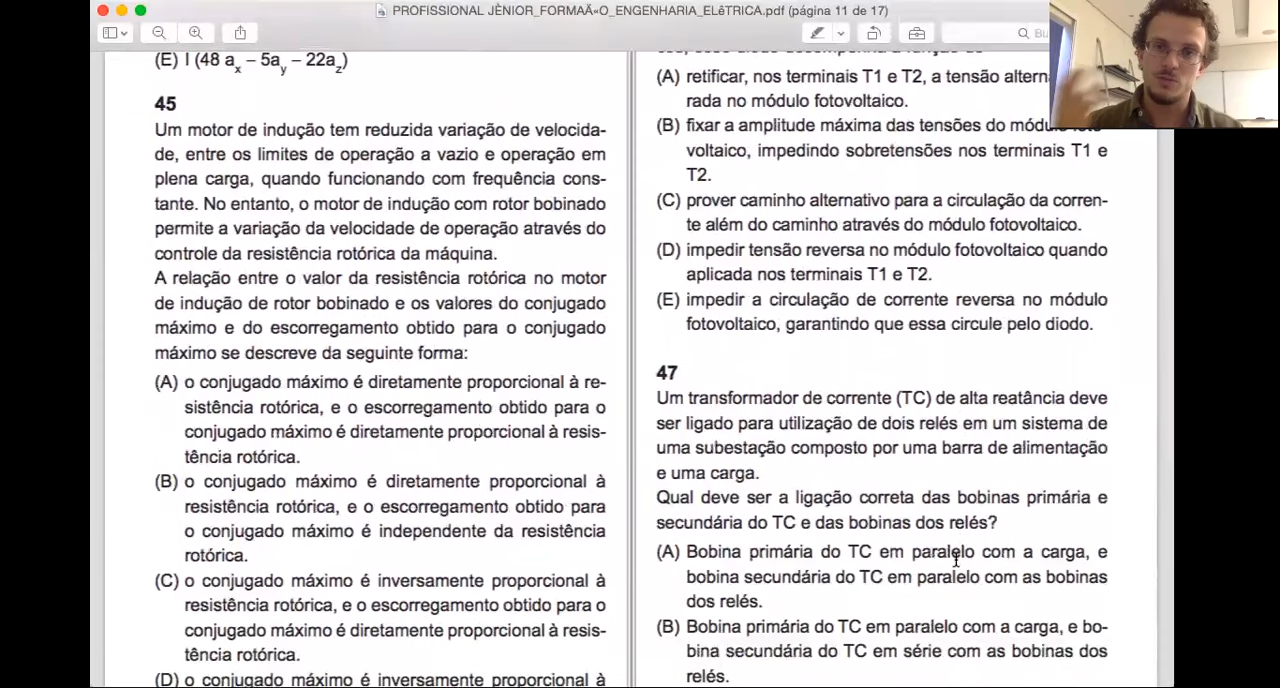 PROFISSIONAL JÈNIOR_FORMAÄ«O_ENGENHARIA_ELêTRICA.pdf (página 11 de 17)
(E) I (48 ax – 5ay – 22az)
45
Um motor de indução tem reduzida variação de velocida-
de, entre os limites de operação a vazio e operação em
plena carga, quando funcionando com frequência cons-
tante. No entanto, o motor de indução com rotor bobinado
permite a variação da velocidade de operação através do
controle da resistência rotórica da máquina.
A relação entre o valor da resistência rotórica no motor
de indução de rotor bobinado e os valores do conjugado
máximo e do escorregamento obtido para o conjugado
máximo se descreve da seguinte forma:
(A) o conjugado máximo é diretamente proporcional à re-
sistência rotórica, e o escorregamento obtido para o
conjugado máximo é diretamente proporcional à resis-
tência rotórica.
(B) o conjugado máximo é diretamente proporcional à
resistência rotórica, e o escorregamento obtido para
o conjugado máximo é independente da resistência
rotórica.
(C) o conjugado máximo é inversamente proporcional à
resistência rotórica, e o escorregamento obtido para o
conjugado máximo é diretamente proporcional à resis-
tência rotórica.
(D) o conjugado máximo é inversamente proporcional à
(A) retificar, nos terminais T1 e T2, a tensão
rada no módulo fotovoltaico.
(B) fixar a amplitude máxima das tensões do
voltaico, impedindo sobretensões nos terminais T1 e
T2.
(C) prover caminho alternativo para a circulação da corren-
te além do caminho através do módulo fotovoltaico.
(D) impedir tensão reversa no módulo fotovoltaico quando
aplicada nos terminais T1 e T2.
(E) impedir a circulação de corrente reversa no módulo
fotovoltaico, garantindo que essa circule pelo diodo.
47
Um transformador de corrente (TC) de alta reatância deve
ser ligado para utilização de dois relés em um sistema de
uma subestação composto por uma barra de alimentação
e uma carga.
Qual deve ser a ligação correta das bobinas primária e
secundária do TC e das bobinas dos relés?
(A) Bobina primária do TC em paralelo com a carga, e
bobina secundária do TC em paralelo com as bobinas
dos relés.
(B) Bobina primária do TC em paralelo com a carga, e bo-
bina secundária do TC em série com as bobinas dos
relés.